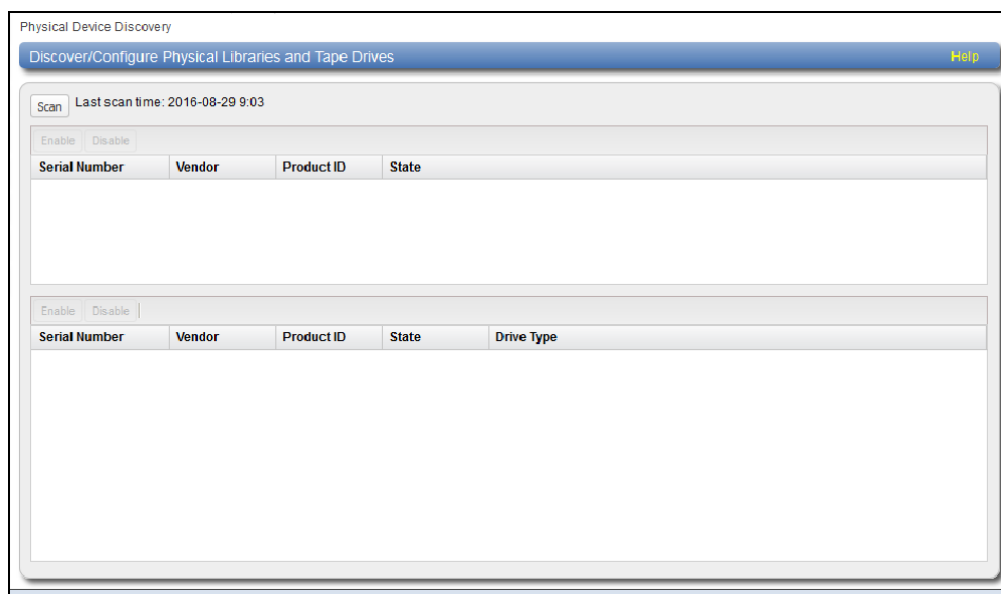 Physical Device Discovery
Discover/Configure Physical Libraries and Tape Drives Help
Scan Last scan time: 2016-08-29 9:03
Enable Disable
Serial Number Vendor Product ID State
Enable Disable
Serial Number Vendor Product ID State Drive Type